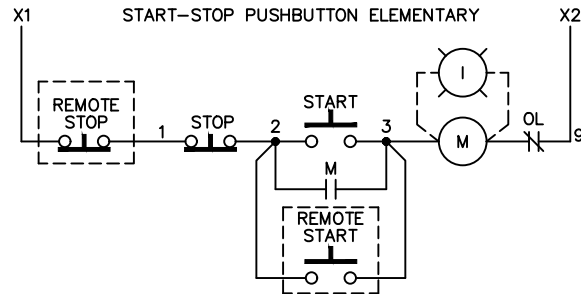 START-STOP PUSHBUTTON ELEMENTARY
X1
X2
REMOTE
STOP
1
STOP
2
START
3
I
M
OL
9
M
REMOTE
START